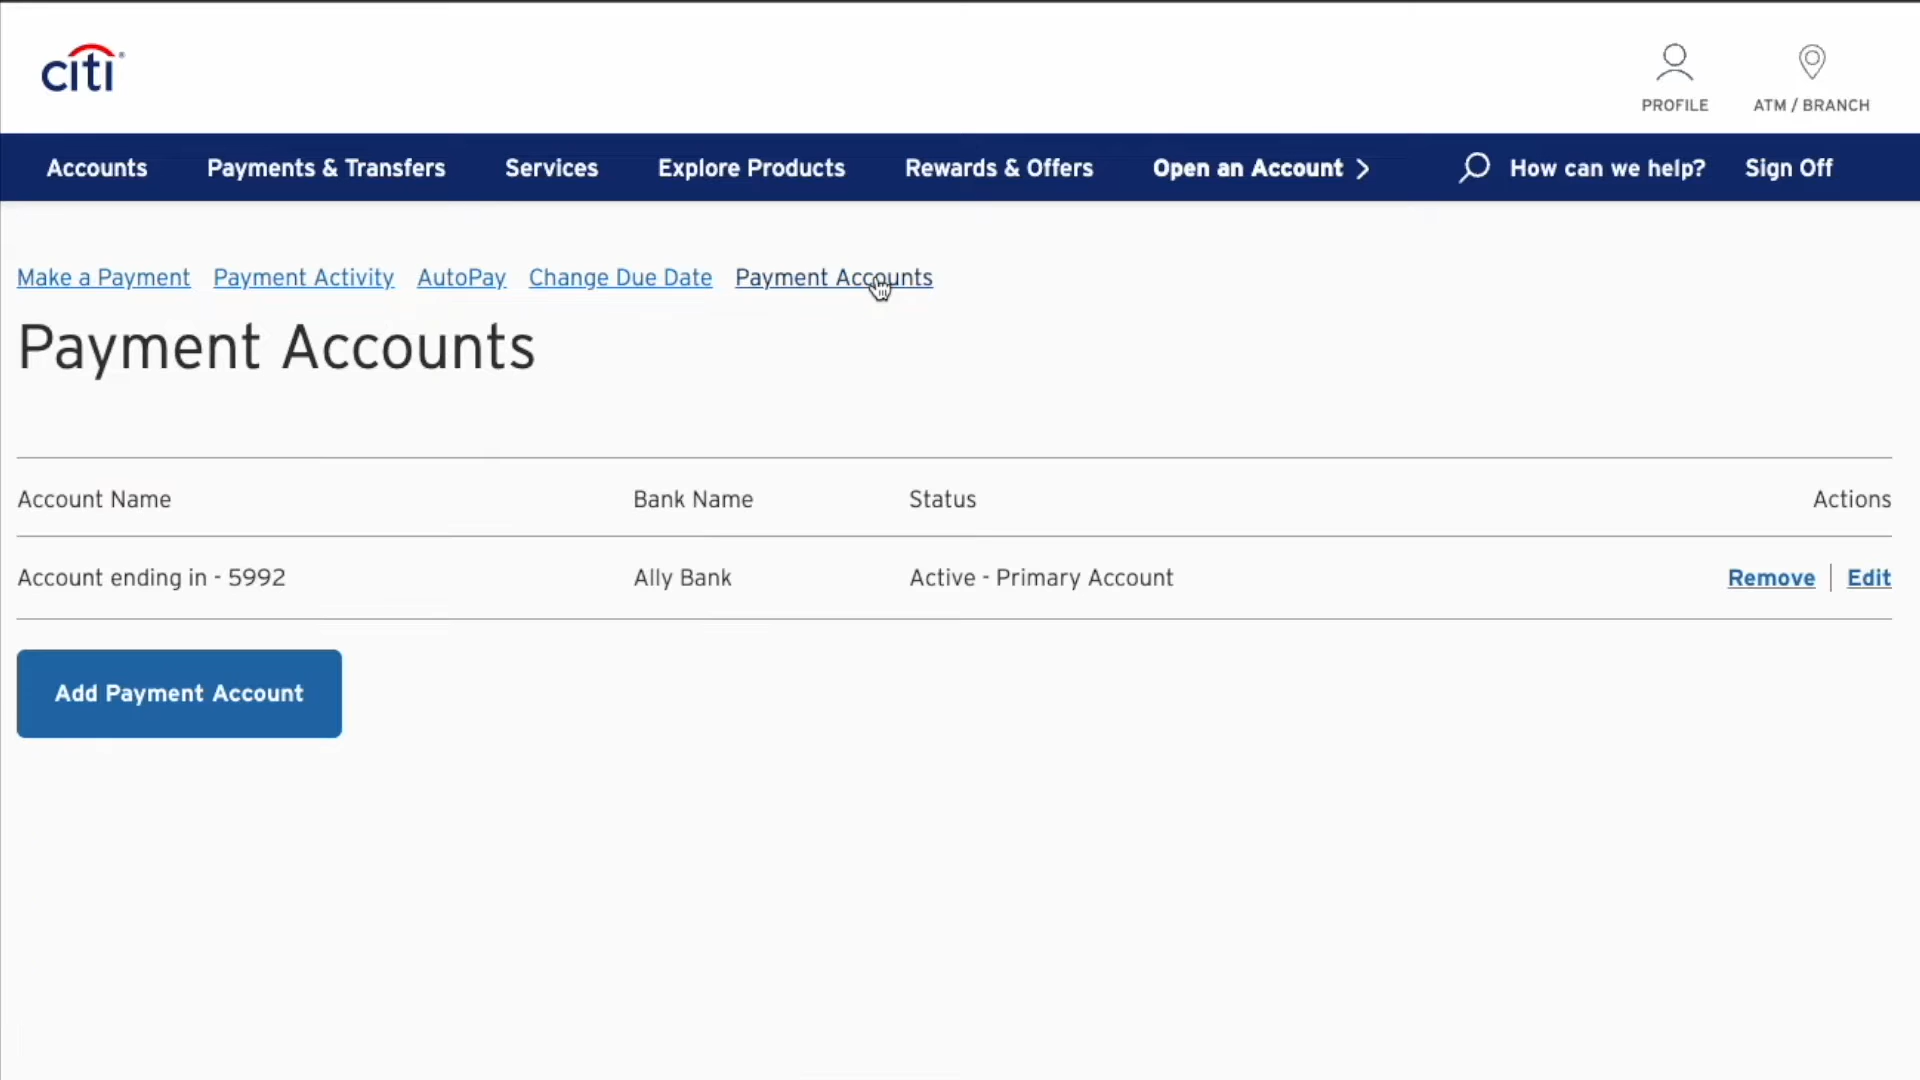 citi
PROFILE
ATM / BRANCH
Accounts Payments & Transfers Services Explore Products Rewards & Offers Open an Account How can we help? Sign Off
Make a Payment Payment Activity AutoPay Change Due Date Payment Accounts
Payment Accounts
Account Name Bank Name Status Actions
Account ending in - 5992 Ally Bank Active - Primary Account Remove | Edit
Add Payment Account